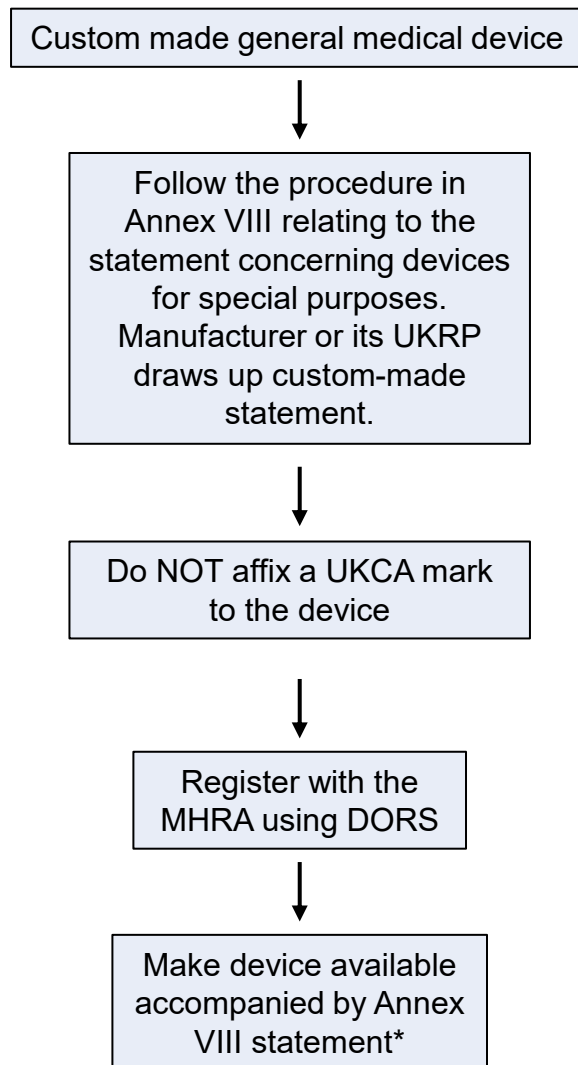 Custom made general medical device
Follow the procedure in
Annex VIII relating to the
statement concerning devices
for special purposes.
Manufacturer or its UKRP
draws up custom-made
statement.
Do NOT affix a UKCA mark
to the device
Register with the
MHRA using DORS
Make device available
accompanied by Annex
VIII statement*